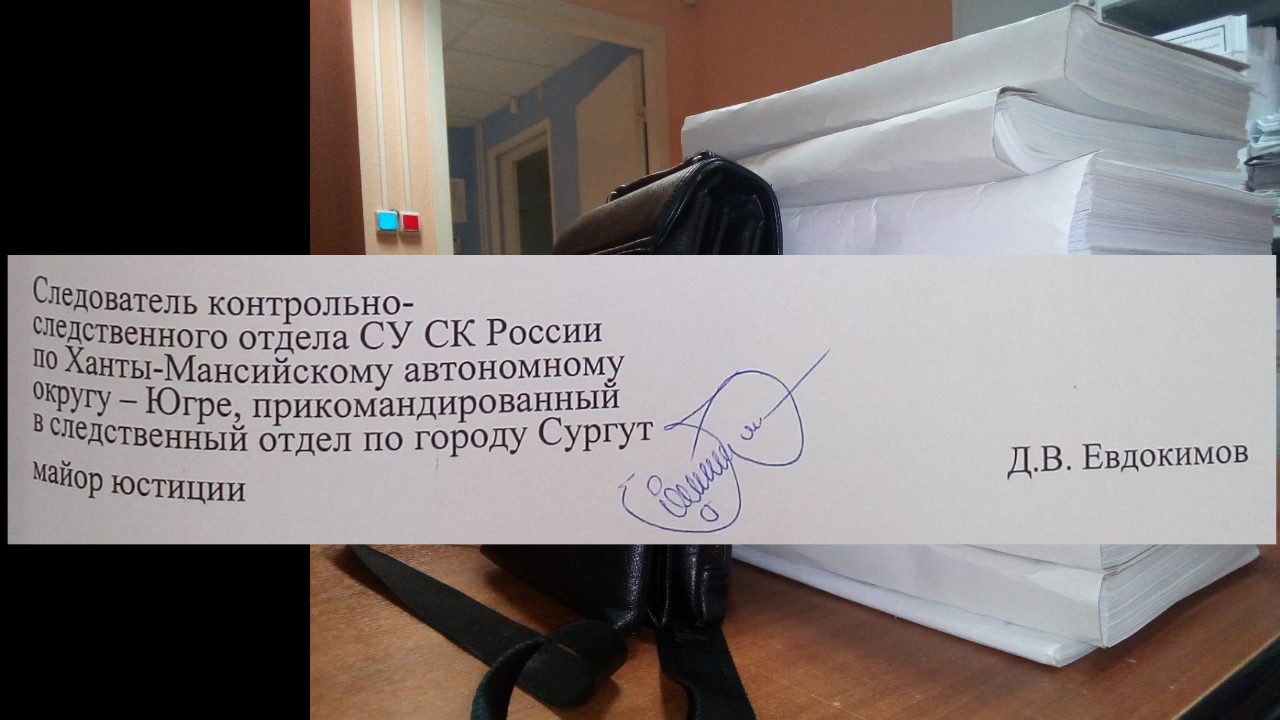 Следователь контрольно-
следственного отдела СУ СК России
по Ханты-Мансийскому автономному
округу – Югре, прикомандированный
в следственный отдел по городу Сургут
майор юстиции
Д.В. Евдокимов